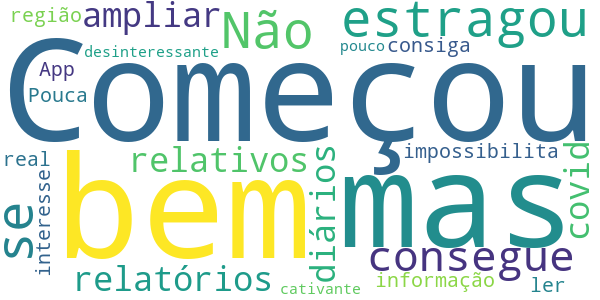 região
ampliar
Não
estragou
desinteressante
pouco
consiga
App
Começou
Pouca
impossibilita
real
relativos
covid
se
interesse
bem
diários
mas
consegue
relatórios
informação
ler
cativante